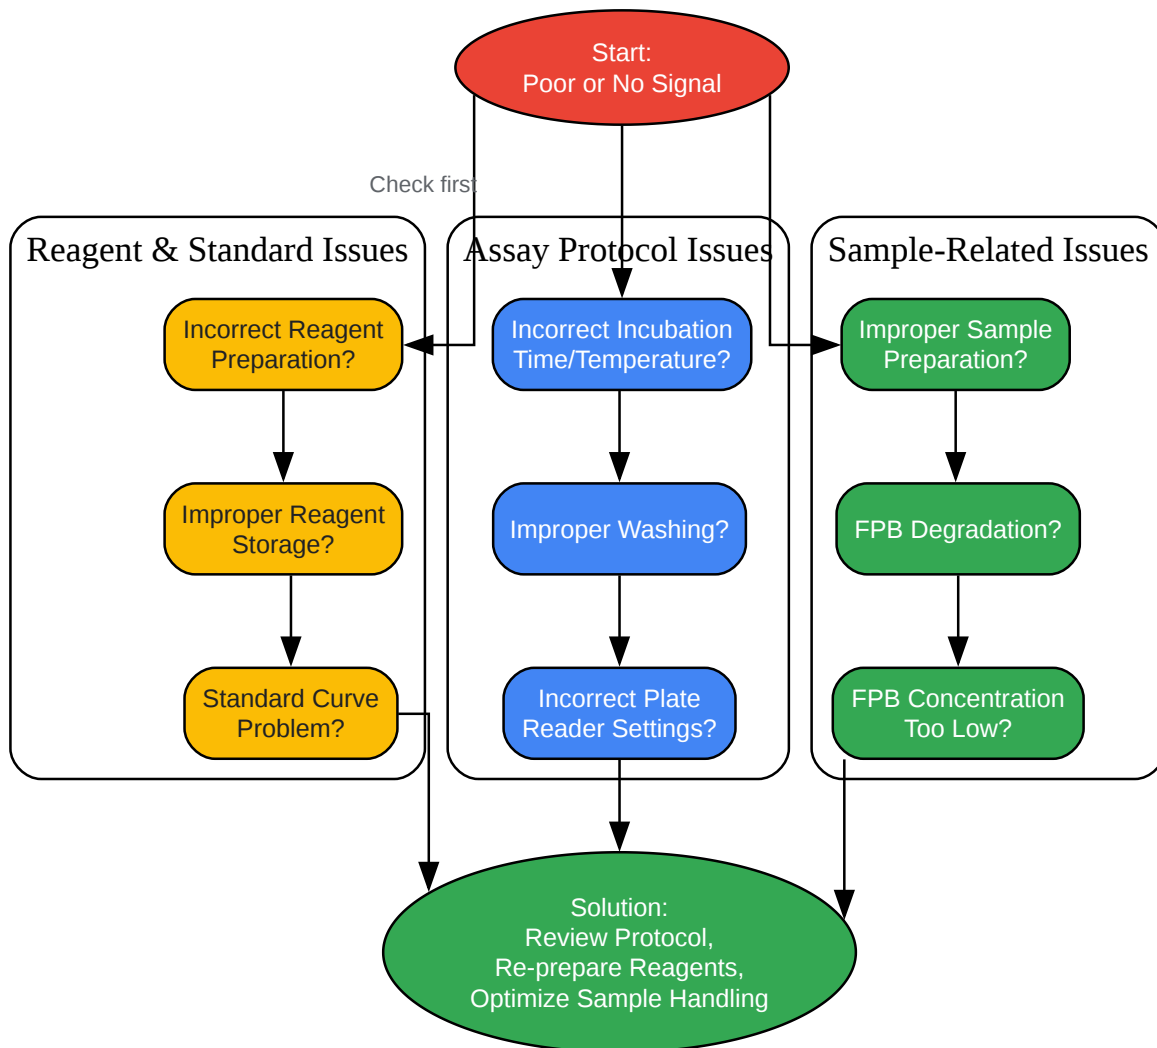 Start:
Poor or No Signal
Check first
Reagent & Standard Issues
Assay Protocol Issues
Sample-Related Issues
Incorrect Reagent
Preparation?
Incorrect Incubation
Time/Temperature?
Improper Sample
Preparation?
Improper Reagent
Storage?
Improper Washing?
FPB Degradation?
Standard Curve
Problem?
Incorrect Plate
Reader Settings?
FPB Concentration
Too Low?
Solution:
Review Protocol,
Re-prepare Reagents,
Optimize Sample Handling